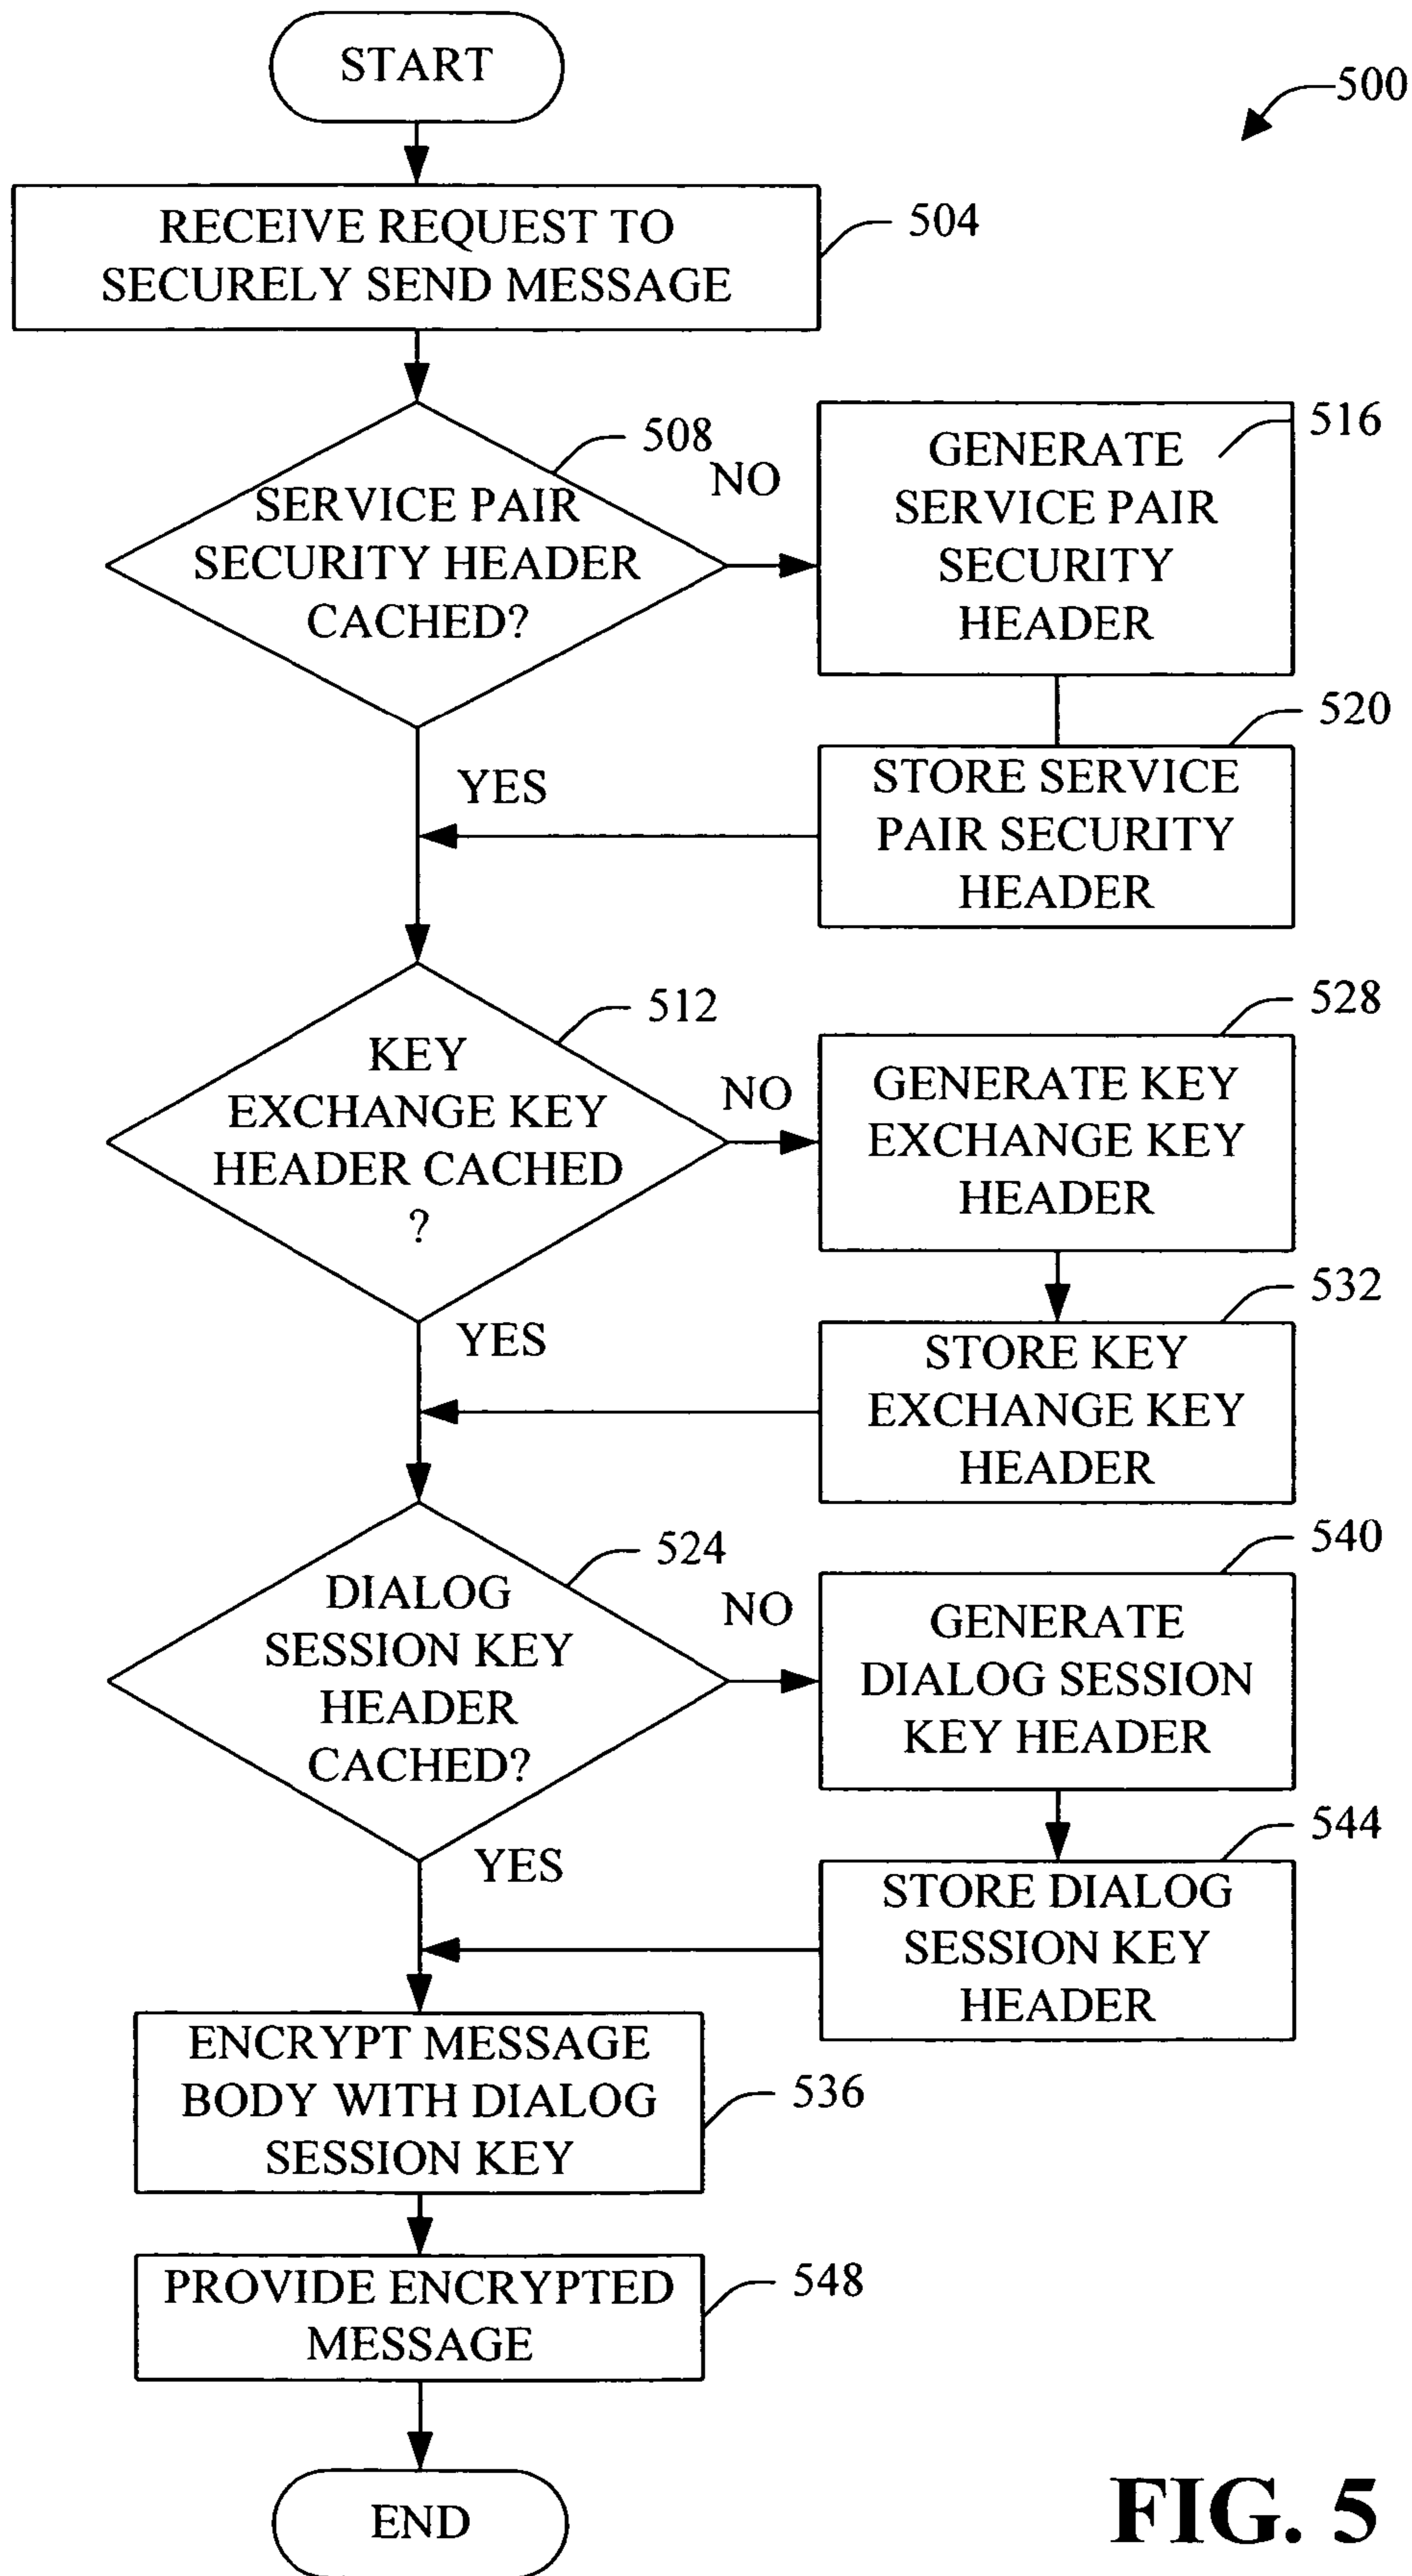 START
500
RECEIVE REQUEST TO
SECURELY SEND MESSAGE
504
508
NO
SERVICE PAIR
SECURITY HEADER
CACHED?
516
GENERATE
SERVICE PAIR
SECURITY
HEADER
YES
520
STORE SERVICE
PAIR SECURITY
HEADER
512
KEY
EXCHANGE KEY
HEADER CACHED
?
NO
528
GENERATE KEY
EXCHANGE KEY
HEADER
YES
532
STORE KEY
EXCHANGE KEY
HEADER
524
DIALOG
SESSION KEY
HEADER
CACHED?
NO
540
GENERATE
DIALOG SESSION
KEY HEADER
YES
544
STORE DIALOG
SESSION KEY
HEADER
ENCRYPT MESSAGE
BODY WITH DIALOG
SESSION KEY
536
PROVIDE ENCRYPTED
MESSAGE
548
END
FIG. 5